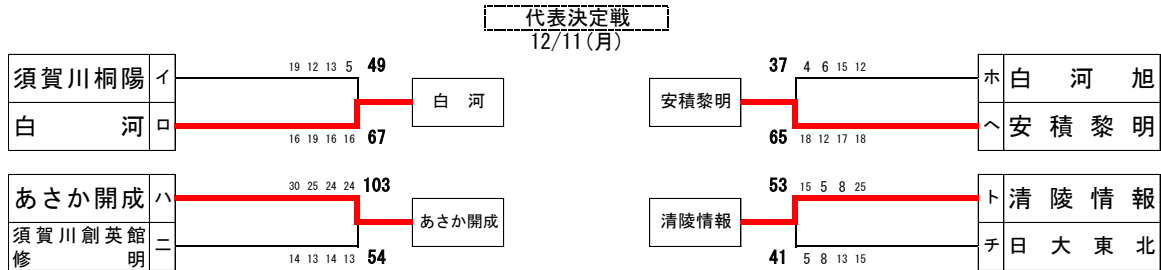 代表決定戦
12/11(月)
須賀川桐陽 イ 19 12 13 5 49
白河
白河 ロ 16 19 16 16 67
あさか開成 ハ 30 25 24 24 103
あさか開成
須賀川創英館
修明 ニ 14 13 14 13 54
37 4 6 15 12 ホ 白河旭
安積黎明
65 18 12 17 18 ヘ 安積黎明
53 15 5 8 25 ト 清陵情報
清陵情報
41 5 8 13 15 チ 日大東北